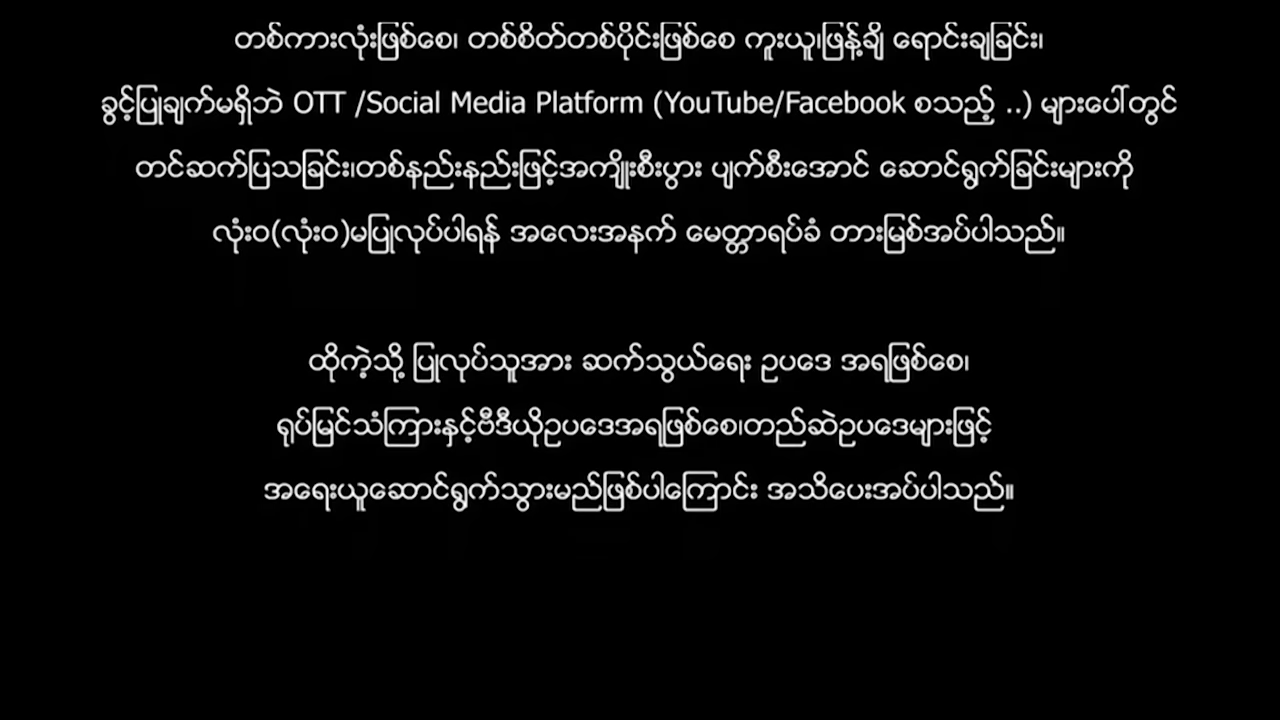 တစ်ကားလုံးဖြစ်စေ၊ တစ်စိတ်တစ်ပိုင်းဖြစ်စေ ကူးယူ၊ဖြန့်ချိ ရောင်းချခြင်း၊
ခွင့်ပြုချက်မရှိဘဲ OTT /Social Media Platform (YouTube/Facebook စသည့် ..) များပေါ်တွင်
တင်ဆက်ပြသခြင်း၊တစ်နည်းနည်းဖြင့်အကျိုးစီးပွား ပျက်စီးအောင် ဆောင်ရွက်ခြင်းများကို
လုံးဝ(လုံးဝ)မပြုလုပ်ပါရန် အလေးအနက် မေတ္တာရပ်ခံ တားမြစ်အပ်ပါသည်။
ထိုကဲ့သို့ ပြုလုပ်သူအား ဆက်သွယ်ရေး ဥပဒေ အရဖြစ်စေ၊
ရုပ်မြင်သံကြားနှင့်ဗီဒီယိုဥပဒေအရဖြစ်စေ၊တည်ဆဲဥပဒေများဖြင့်
အရေးယူဆောင်ရွက်သွားမည်ဖြစ်ပါကြောင်း အသိပေးအပ်ပါသည်။